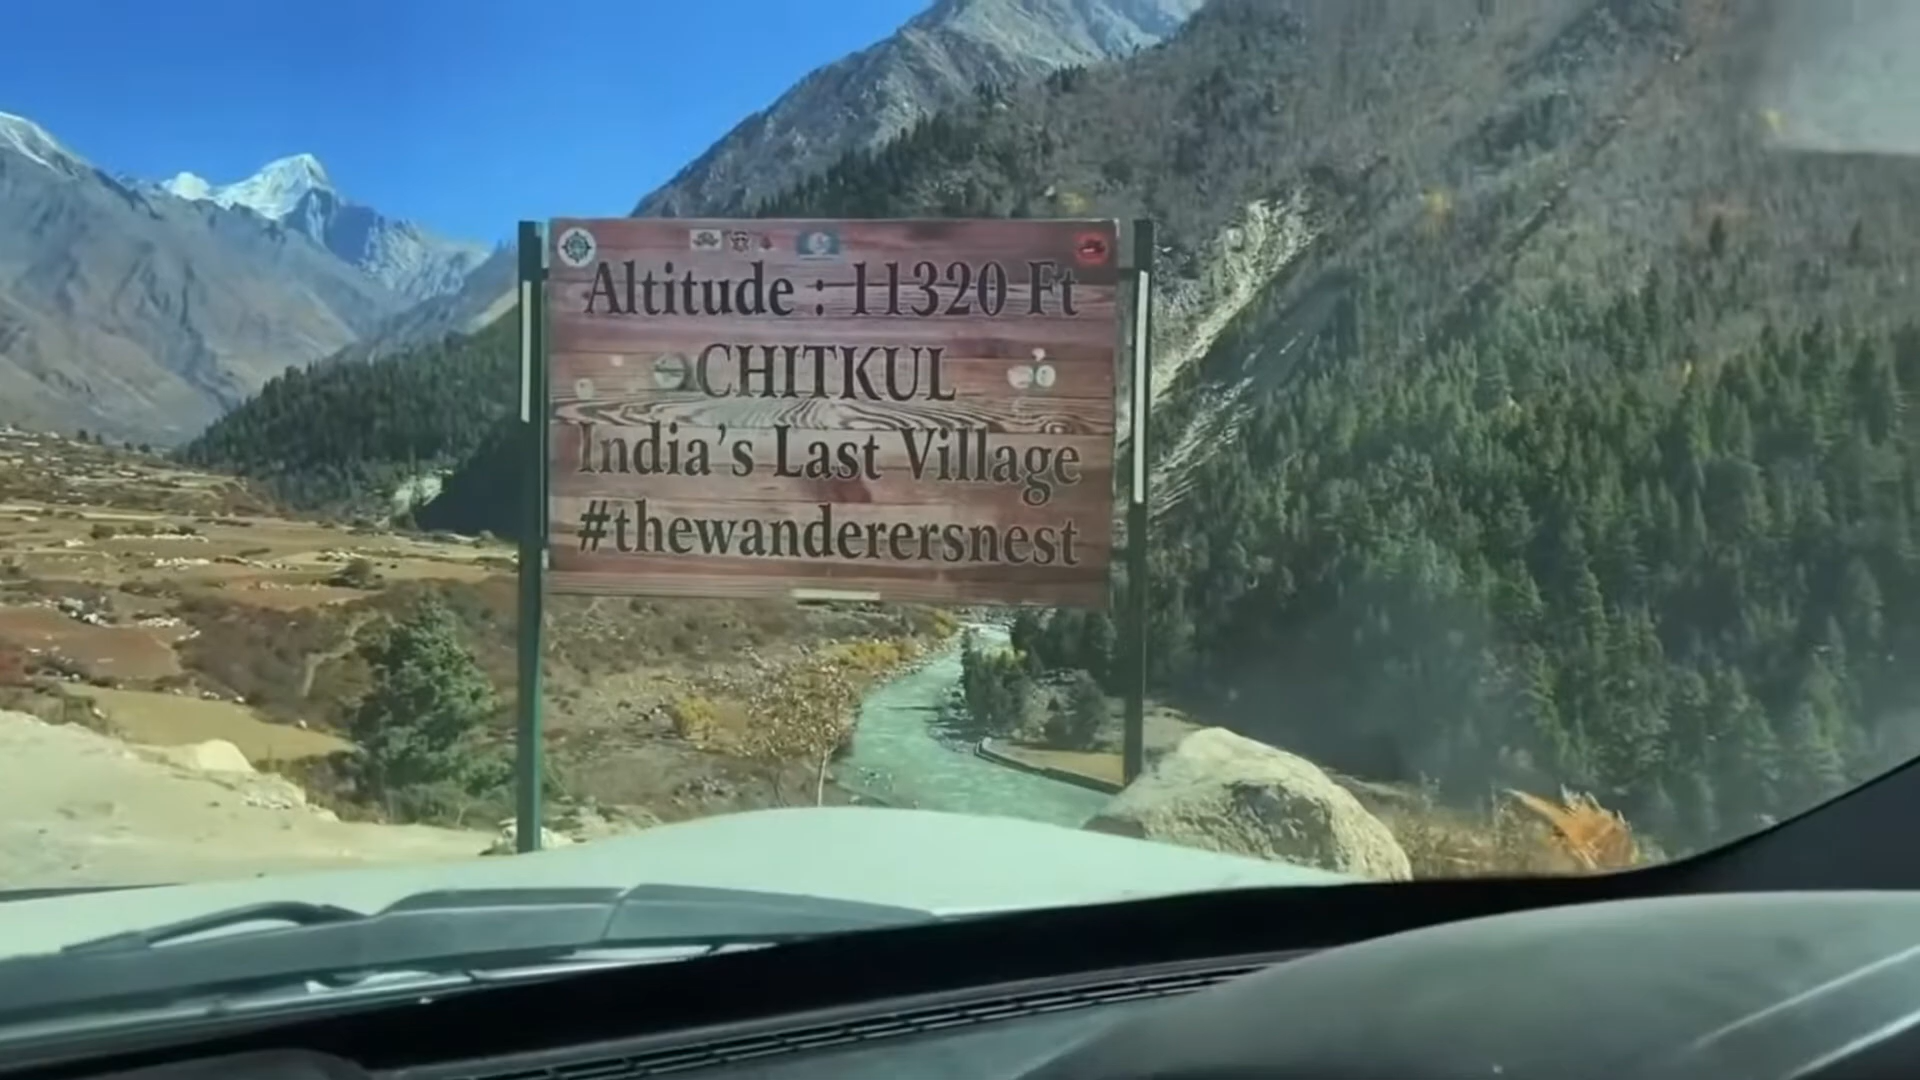 Altitude : 11320 Ft
CHITKUL
India's Last Village
#thewanderersnest